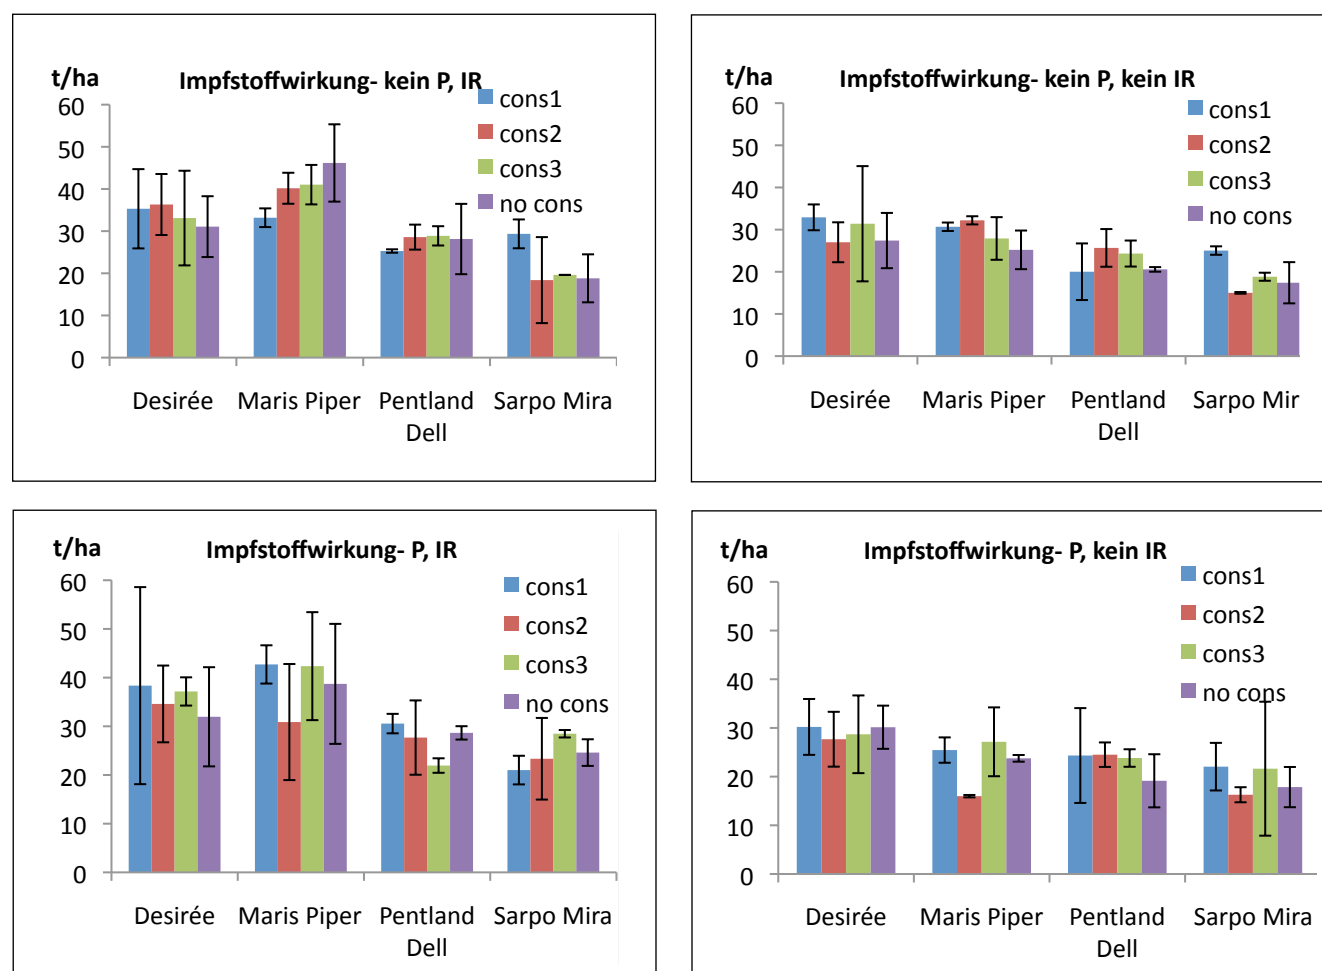 t/ha
Impfstoffwirkung- kein P, IR
60
50
40
30
20
10
0
cons1
cons2
cons3
no cons
Desirée Maris Piper Pentland Dell Sarpo Mira
t/ha
Impfstoffwirkung- kein P, kein IR
60
50
40
30
20
10
0
cons1
cons2
cons3
no cons
Desirée Maris Piper Pentland Dell Sarpo Mir
t/ha
Impfstoffwirkung- P, IR
60
50
40
30
20
10
0
cons1
cons2
cons3
no cons
Desirée Maris Piper Pentland Dell Sarpo Mira
t/ha
Impfstoffwirkung- P, kein IR
60
50
40
30
20
10
0
cons1
cons2
cons3
no cons
Desirée Maris Piper Pentland Dell Sarpo Mira